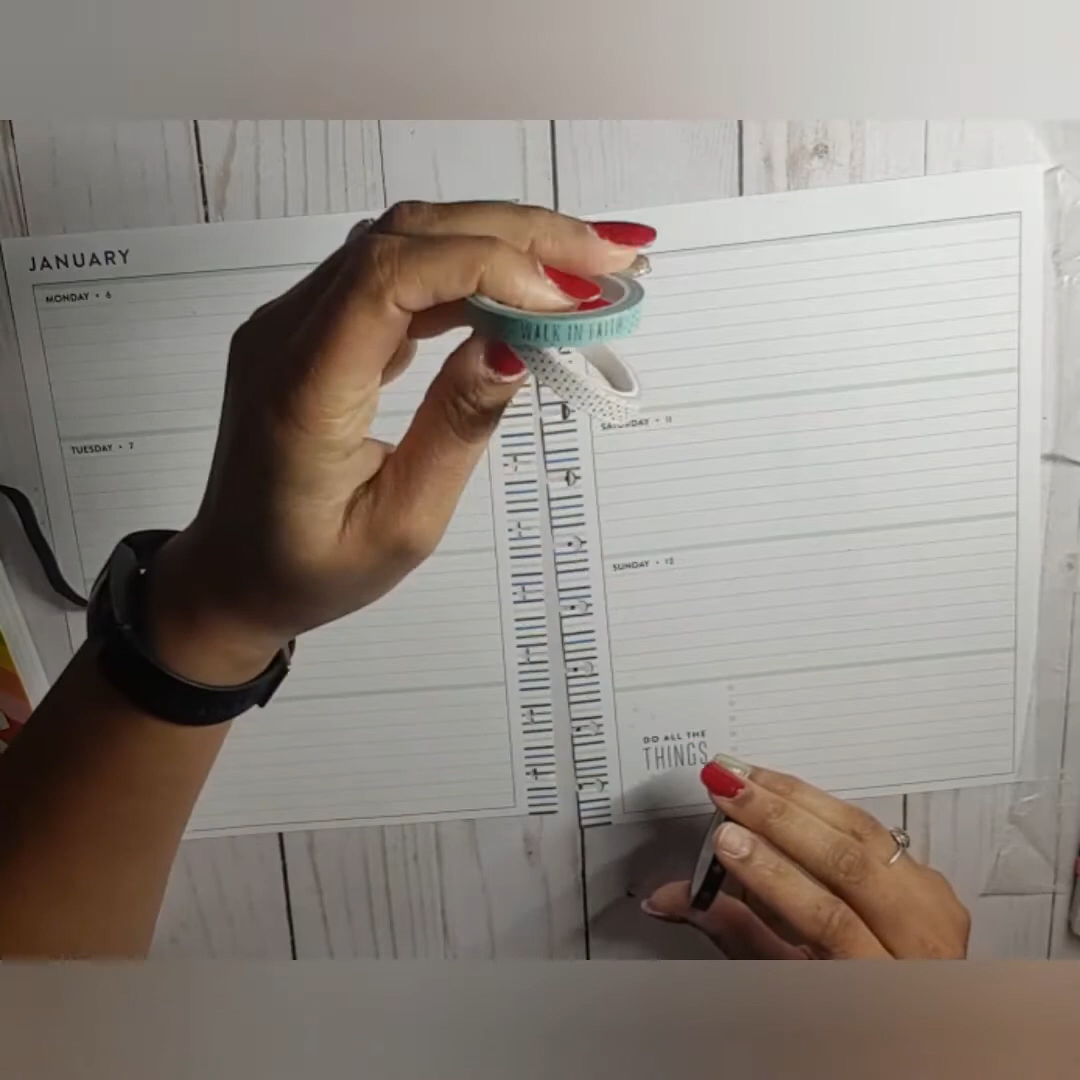 JANUARY
MONDAY • 6
TUESDAY • 7
WALK IN FAITH
SATURDAY • 11
SUNDAY • 12
DO ALL THE
THINGS